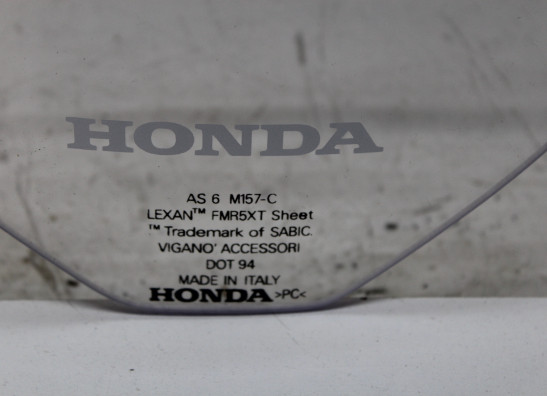 HONDA
AS 6 M157-C
LEXAN™ FMR5XT Sheet
™ Trademark of SABIC.
VIGANO' ACCESSORI
DOT 94
MADE IN ITALY
HONDA >PC<